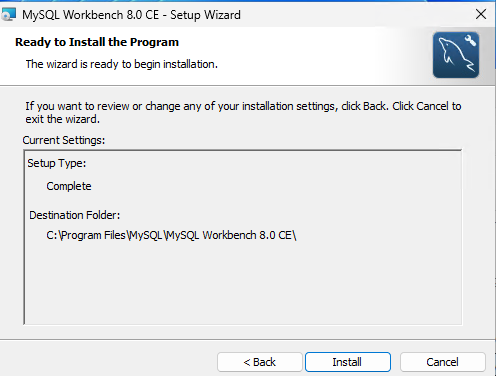 MySQL Workbench 8.0 CE - Setup Wizard
Ready to Install the Program
The wizard is ready to begin installation.
If you want to review or change any of your installation settings, click Back. Click Cancel to
exit the wizard.
Current Settings:
Setup Type:
Complete
Destination Folder:
C:\Program Files\MySQL\MySQL Workbench 8.0 CE\
< Back
Install
Cancel